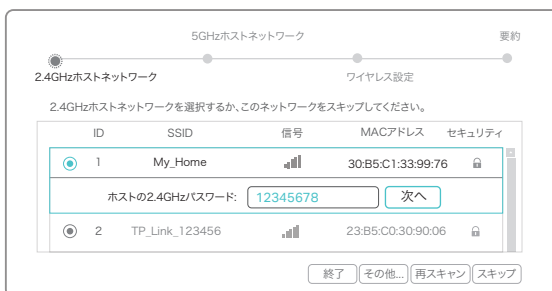 5GHzホストネットワーク 要約
2.4GHzホストネットワーク ワイヤレス設定
2.4GHzホストネットワークを選択するか、このネットワークをスキップしてください。
ID SSID 信号 MACアドレス セキュリティ
1 My_Home 30:B5:C1:33:99:76
ホストの2.4GHzパスワード: 12345678 次へ
2 TP_Link_123456 23:B5:C0:30:90:06
終了 その他... 再スキャン スキップ